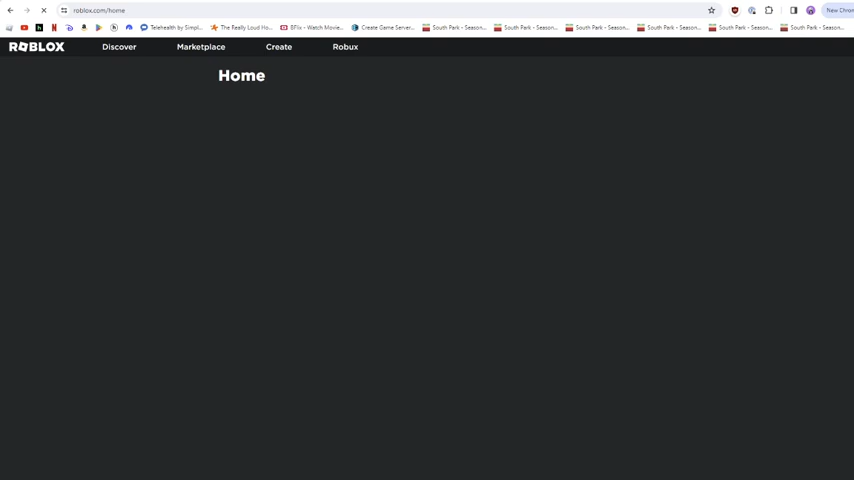 roblox.com/home
New Chron
Telehealth by Simpl...
The Really Loud Ho...
8Flix - Watch Movie...
Create Game Server...
South Park - Season...
South Park - Season...
South Park - Season...
South Park - Season...
South Park - Season...
South Park - Season...
ROBLOX
Discover
Marketplace
Create
Robux
Home